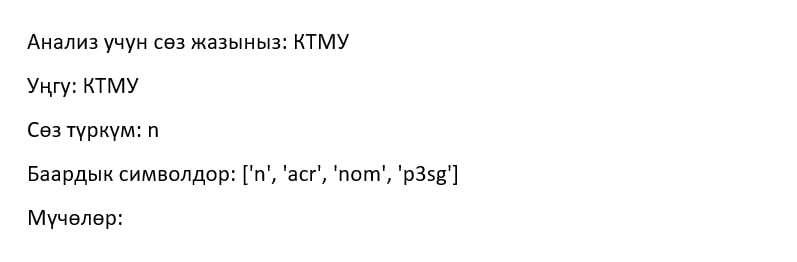 Анализ учун сөз жазыныз: КТМУ
Уңгу: КТМУ
Сөз түркүм: n
Баардык символдор: ['n', 'acr', 'nom', 'p3sg']
Мүчөлөр: